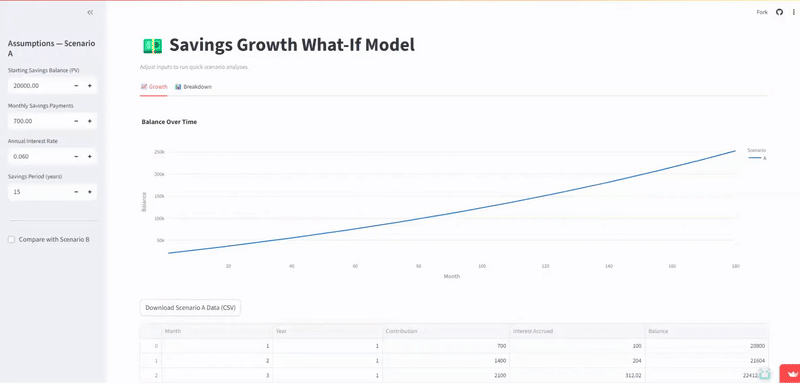 Fork
Assumptions — Scenario
A
Starting Savings Balance (PV)
20000.00
Monthly Savings Payments
700.00
Annual Interest Rate
0.060
Savings Period (years)
15
Compare with Scenario B
Savings Growth What-If Model
Adjust inputs to run quick scenario analyses.
Growth Breakdown
Balance Over Time
Scenario
A
250k
200k
150k
100k
50k
Balance
20 40 60 80 100 120 140 160 180
Month
Download Scenario A Data (CSV)
Month Year Contribution Interest Accrued Balance
0 1 1 700 100 20800
1 2 1 1400 204 21604
2 3 1 2100 312.02